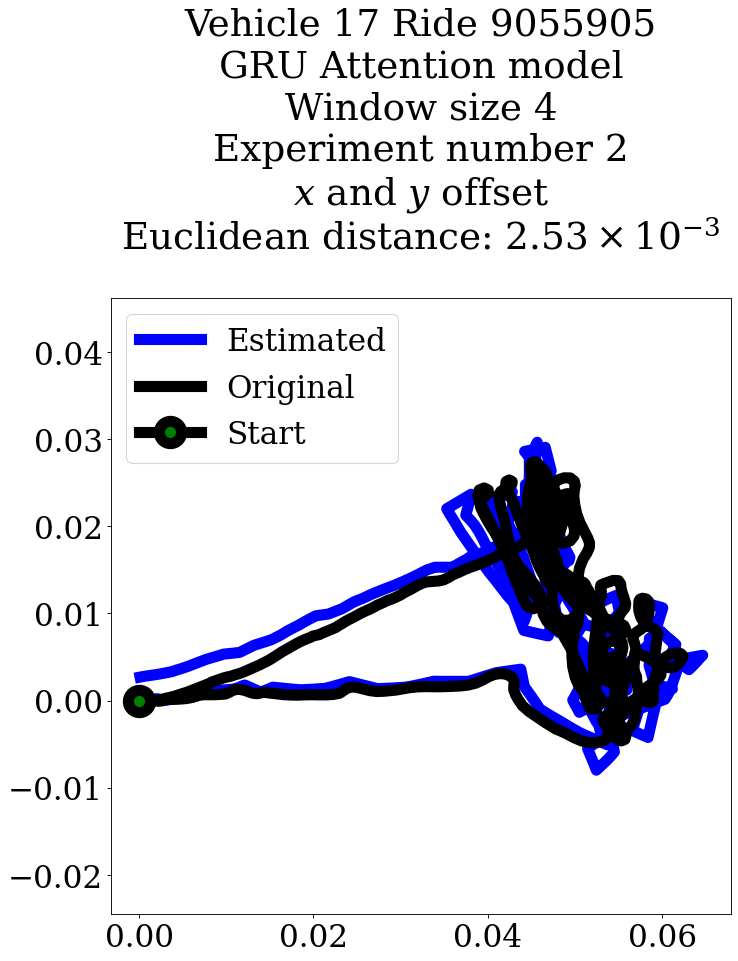 Vehicle 17 Ride 9055905
GRU Attention model
Window size 4
Experiment number 2
x and y offset
Euclidean distance: 2.53 × 10⁻³
Estimated
Original
Start
0.04
0.03
0.02
0.01
0.00
−0.01
−0.02
0.00 0.02 0.04 0.06